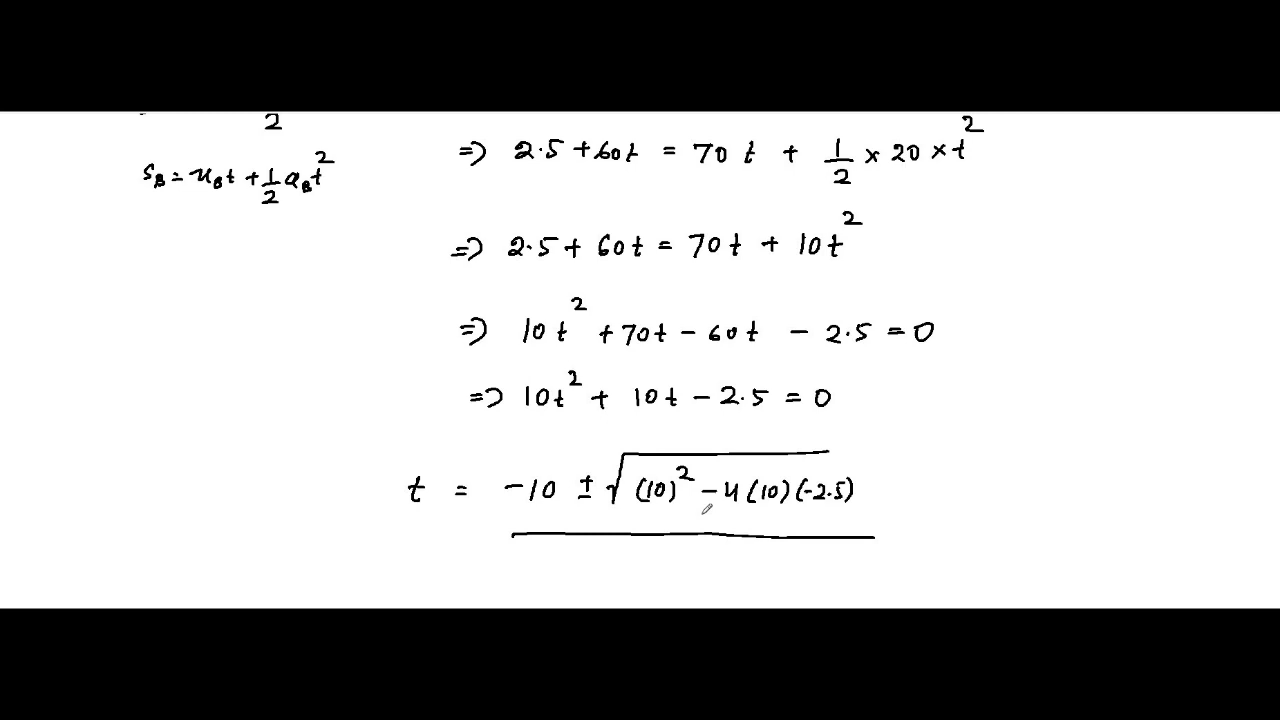 2
S_B = u_B t + 1/2 a_B t^2
=> 2.5 + 60t = 70 t + 1/2 × 20 × t^2
=> 2.5 + 60t = 70t + 10t^2
=> 10t^2 + 70t - 60t - 2.5 = 0
=> 10t^2 + 10t - 2.5 = 0
t = -10 ± √(10)^2 - 4(10)(-2.5)